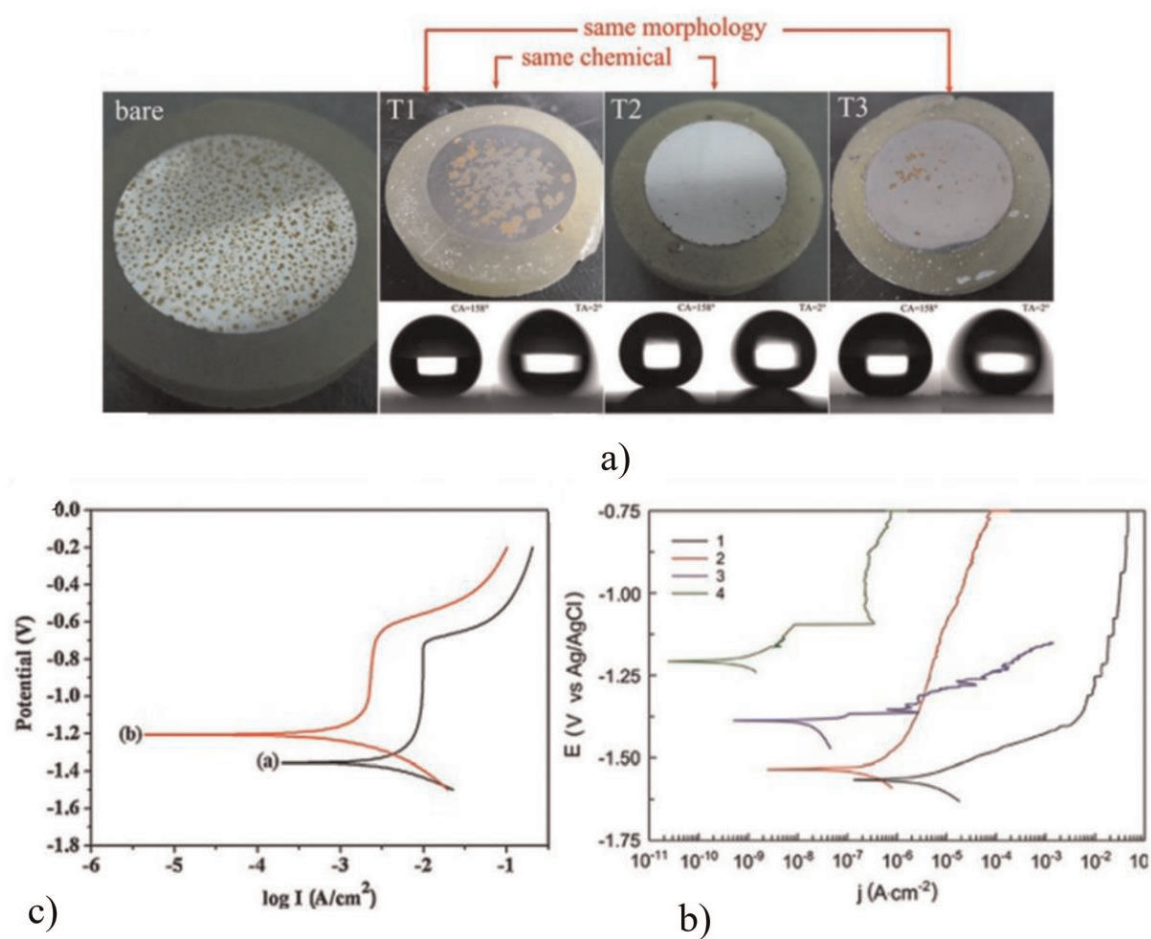 same morphology
same chemical
bare
T1
T2
T3
CA=158°
TA=2°
CA=158°
TA=2°
CA=158°
TA=2°
a)
0.0
-0.2
-0.4
-0.6
-0.8
-1.0
-1.2
-1.4
-1.6
-1.8
Potential (V)
(b)
(a)
-6
-5
-4
-3
-2
-1
log I (A/cm²)
c)
-0.75
-1.00
-1.25
-1.50
-1.75
E (V vs Ag/AgCl)
1
2
3
4
10⁻¹¹
10⁻¹⁰
10⁻⁹
10⁻⁸
10⁻⁷
10⁻⁶
10⁻⁵
10⁻⁴
10⁻³
10⁻²
10
j (A·cm⁻²)
b)